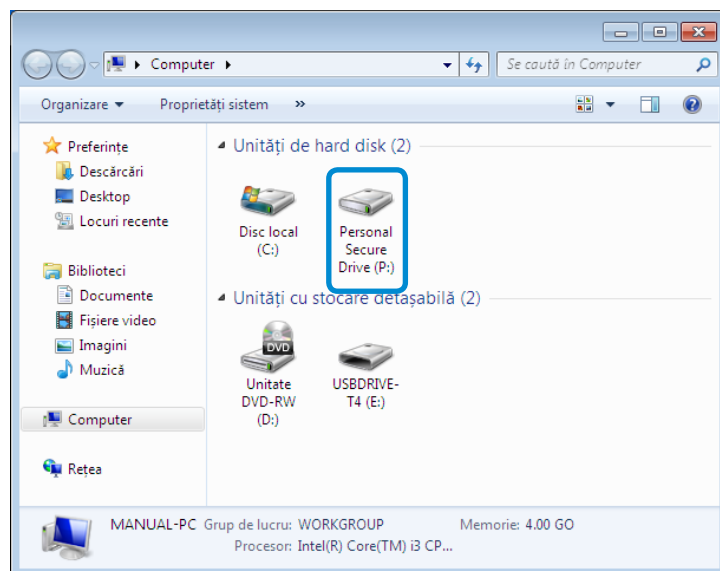 Computer
Se caută în Computer
Organizare Proprietăți sistem »
Preferințe
Descărcări
Desktop
Locuri recente
Biblioteci
Documente
Fișiere video
Imagini
Muzică
Computer
Rețea
Unități de hard disk (2)
Disc local
(C:)
Personal
Secure
Drive (P:)
Unități cu stocare detașabilă (2)
DVD
Unitate
DVD-RW
(D:)
USBDRIVE-
T4 (E:)
MANUAL-PC Grup de lucru: WORKGROUP Memorie: 4.00 GO
Procesor: Intel(R) Core(TM) i3 CP...